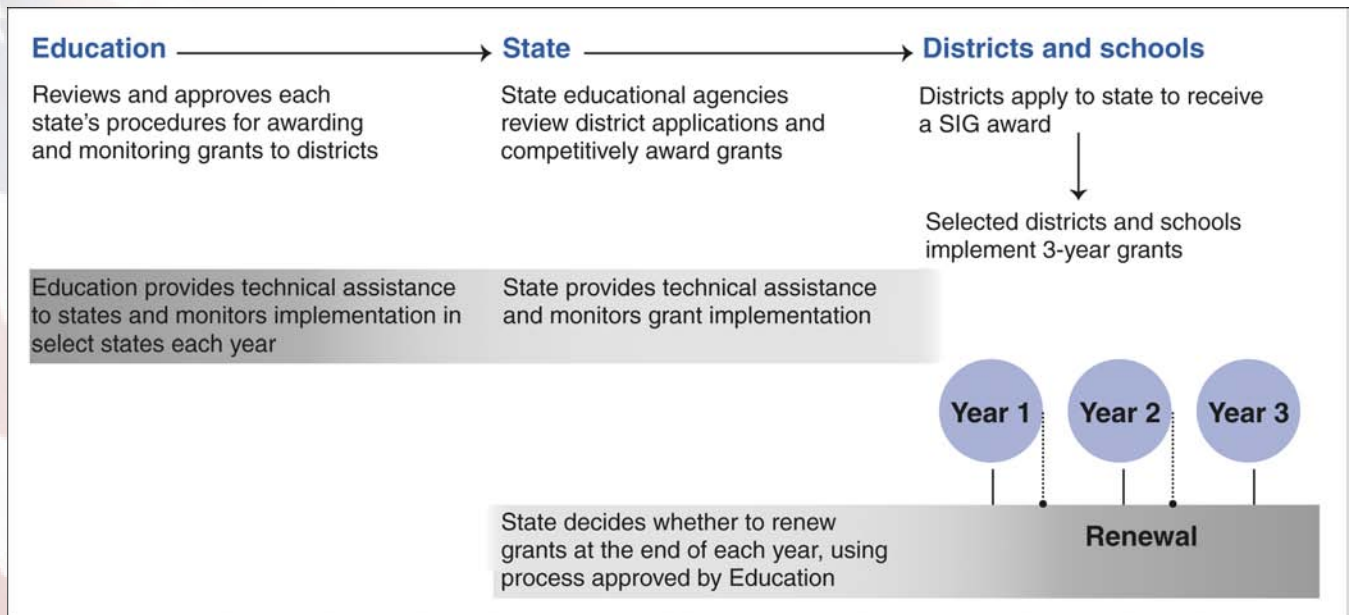 Education
Reviews and approves each
state's procedures for awarding
and monitoring grants to districts
State
State educational agencies
review district applications and
competitively award grants
Districts and schools
Districts apply to state to receive
a SIG award
Selected districts and schools
implement 3-year grants
Education provides technical assistance
to states and monitors implementation in
select states each year
State provides technical assistance
and monitors grant implementation
Year 1
Year 2
Year 3
State decides whether to renew
grants at the end of each year, using
process approved by Education
Renewal